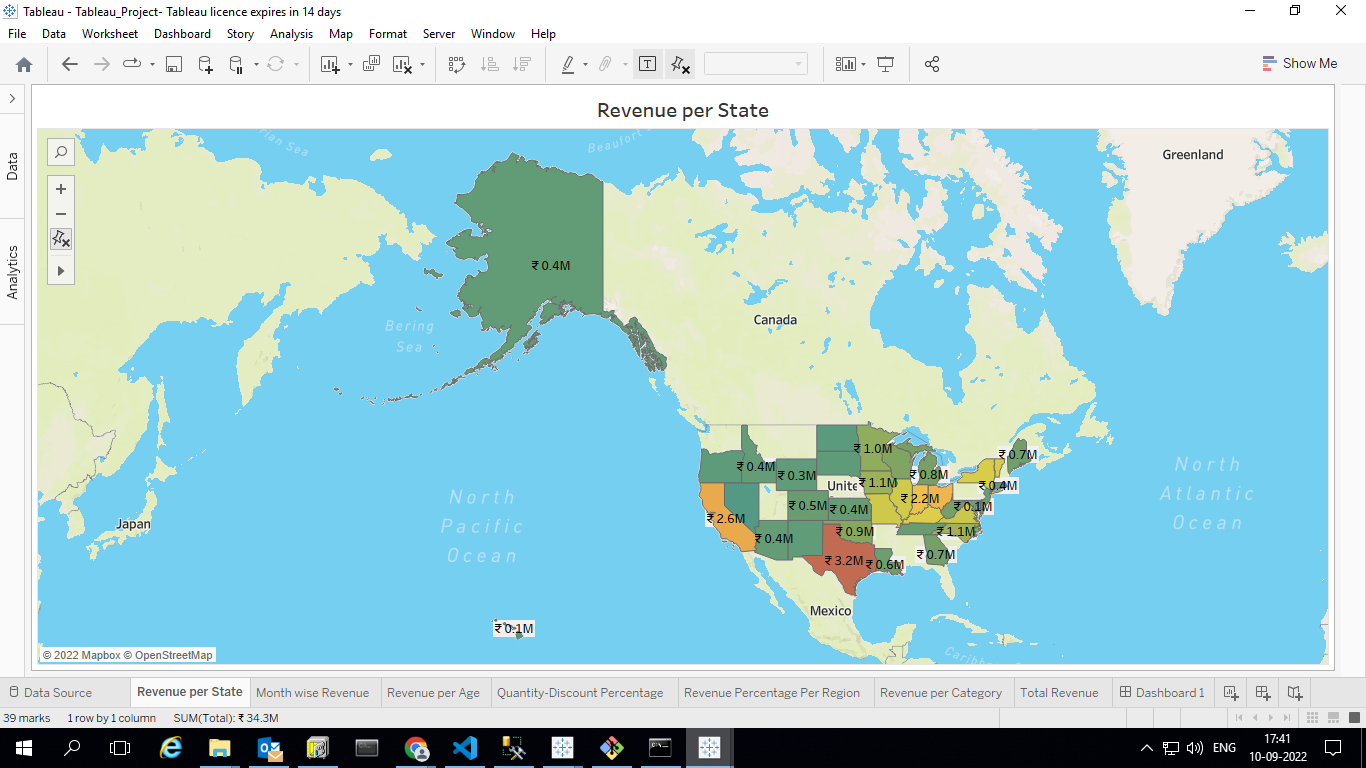 Tableau - Tableau_Project- Tableau licence expires in 14 days
File Data Worksheet Dashboard Story Analysis Map Format Server Window Help
Show Me
Data
Analytics
Revenue per State
Greenland
Beaufort
Canada
Bering
Sea
North
Pacific
Ocean
North
Atlantic
Ocean
Japan
Mexico
₹ 0.4M
₹ 1.0M
₹ 0.7M
₹ 0.4M
₹ 0.3M
₹ 0.8M
₹ 1.1M
₹ 0.4M
₹ 2.2M
₹ 0.5M
₹ 0.4M
₹ 0.1M
₹ 2.6M
₹ 0.4M
₹ 0.9M
₹ 1.1M
₹ 3.2M
₹ 0.6M
₹ 0.7M
₹ 0.1M
© 2022 Mapbox © OpenStreetMap
Data Source Revenue per State Month wise Revenue Revenue per Age Quantity-Discount Percentage Revenue Percentage Per Region Revenue per Category Total Revenue Dashboard 1
39 marks 1 row by 1 column SUM(Total): ₹ 34.3M
ENG
17:41
10-09-2022